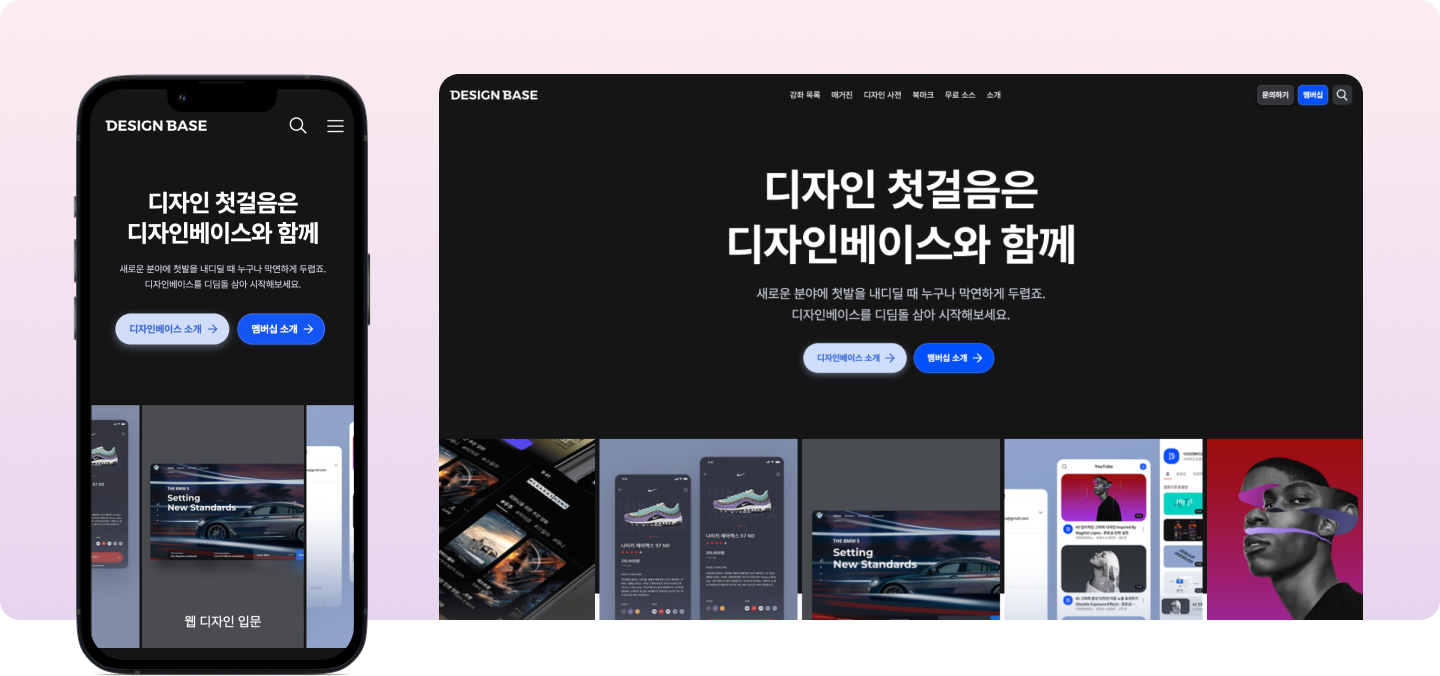 DESIGN BASE
디자인 첫걸음은
디자인베이스와 함께
새로운 분야에 첫발을 내디딜 때 누구나 막연하게 두렵죠.
디자인베이스를 디딤돌 삼아 시작해보세요.
디자인베이스 소개 →
멤버십 소개 →
THE BMW 5
Setting
New Standards
웹 디자인 입문
DESIGN BASE
강좌 목록 매거진 디자인 사전 북마크 무료 소스 소개
문의하기 멤버십
디자인 첫걸음은
디자인베이스와 함께
새로운 분야에 첫발을 내디딜 때 누구나 막연하게 두렵죠.
디자인베이스를 디딤돌 삼아 시작해보세요.
디자인베이스 소개 →
멤버십 소개 →
나이키 에어맥스 97 ND
나이키 에어맥스 97 ND
THE BMW 5
Setting
New Standards
YouTube